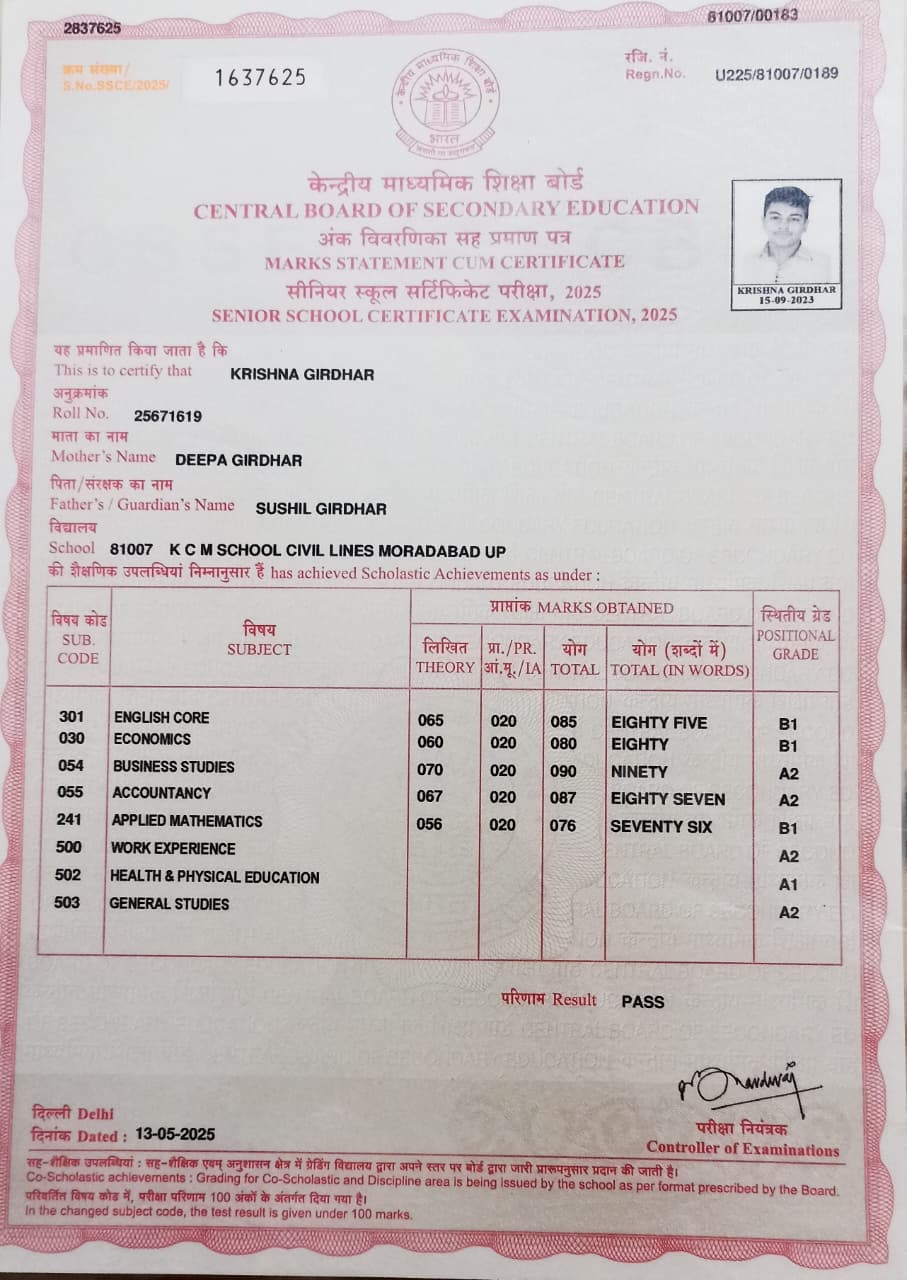 2837625
81007/00183
क्रम संख्या/
S.No.SSCE/2025/
1637625
रजि. नं.
Regn.No.
U225/81007/0189
केन्द्रीय माध्यमिक शिक्षा बोर्ड
भारत
केन्द्रीय माध्यमिक शिक्षा बोर्ड
CENTRAL BOARD OF SECONDARY EDUCATION
अंक विवरणिका सह प्रमाण पत्र
MARKS STATEMENT CUM CERTIFICATE
सीनियर स्कूल सर्टिफिकेट परीक्षा, 2025
SENIOR SCHOOL CERTIFICATE EXAMINATION, 2025
KRISHNA GIRDHAR
15-09-2023
यह प्रमाणित किया जाता है कि
This is to certify that KRISHNA GIRDHAR
अनुक्रमांक
Roll No. 25671619
माता का नाम
Mother's Name DEEPA GIRDHAR
पिता/संरक्षक का नाम
Father's / Guardian's Name SUSHIL GIRDHAR
विद्यालय
School 81007 K C M SCHOOL CIVIL LINES MORADABAD UP
की शैक्षणिक उपलब्धियां निम्नानुसार हैं has achieved Scholastic Achievements as under :
विषय कोड
SUB.
CODE
विषय
SUBJECT
प्राप्तांक MARKS OBTAINED
लिखित
THEORY
प्रा./PR.
आं.मू./IA
योग
TOTAL
योग (शब्दों में)
TOTAL (IN WORDS)
स्थितीय ग्रेड
POSITIONAL
GRADE
301 ENGLISH CORE 065 020 085 EIGHTY FIVE B1
030 ECONOMICS 060 020 080 EIGHTY B1
054 BUSINESS STUDIES 070 020 090 NINETY A2
055 ACCOUNTANCY 067 020 087 EIGHTY SEVEN A2
241 APPLIED MATHEMATICS 056 020 076 SEVENTY SIX B1
500 WORK EXPERIENCE A2
502 HEALTH & PHYSICAL EDUCATION A1
503 GENERAL STUDIES A2
परिणाम Result PASS
दिल्ली Delhi
दिनांक Dated : 13-05-2025
परीक्षा नियंत्रक
Controller of Examinations
सह-शैक्षिक उपलब्धियां : सह-शैक्षिक एवम् अनुशासन क्षेत्र में ग्रेडिंग विद्यालय द्वारा अपने स्तर पर बोर्ड द्वारा जारी प्रारूपनुसार प्रदान की जाती है।
Co-Scholastic achievements : Grading for Co-Scholastic and Discipline area is being issued by the school as per format prescribed by the Board.
परिवर्तित विषय कोड में, परीक्षा परिणाम 100 अंकों के अंतर्गत दिया गया है।
In the changed subject code, the test result is given under 100 marks.